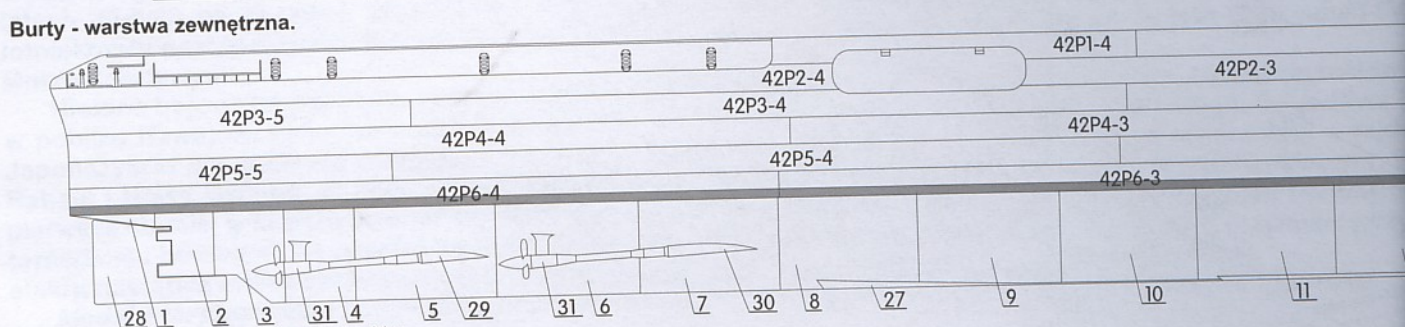 Burty - warstwa zewnętrzna.
42P1-4
42P2-4 42P2-3
42P3-5 42P3-4
42P4-4 42P4-3
42P5-5 42P5-4
42P6-4 42P6-3
28 1 2 3 31 4 5 29 31 6 7 30 8 27 9 10 11